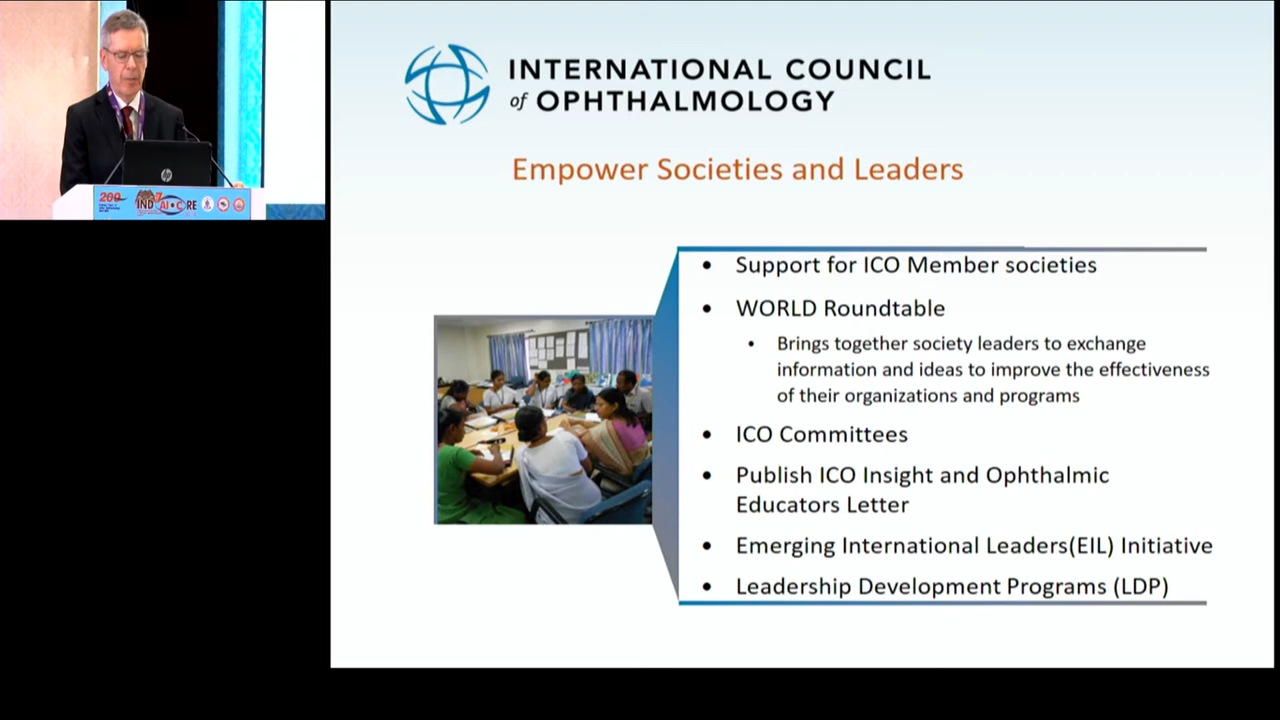 INTERNATIONAL COUNCIL
of OPHTHALMOLOGY
Empower Societies and Leaders
• Support for ICO Member societies
• WORLD Roundtable
• Brings together society leaders to exchange
information and ideas to improve the effectiveness
of their organizations and programs
• ICO Committees
• Publish ICO Insight and Ophthalmic
Educators Letter
• Emerging International Leaders(EIL) Initiative
• Leadership Development Programs (LDP)
hp
200